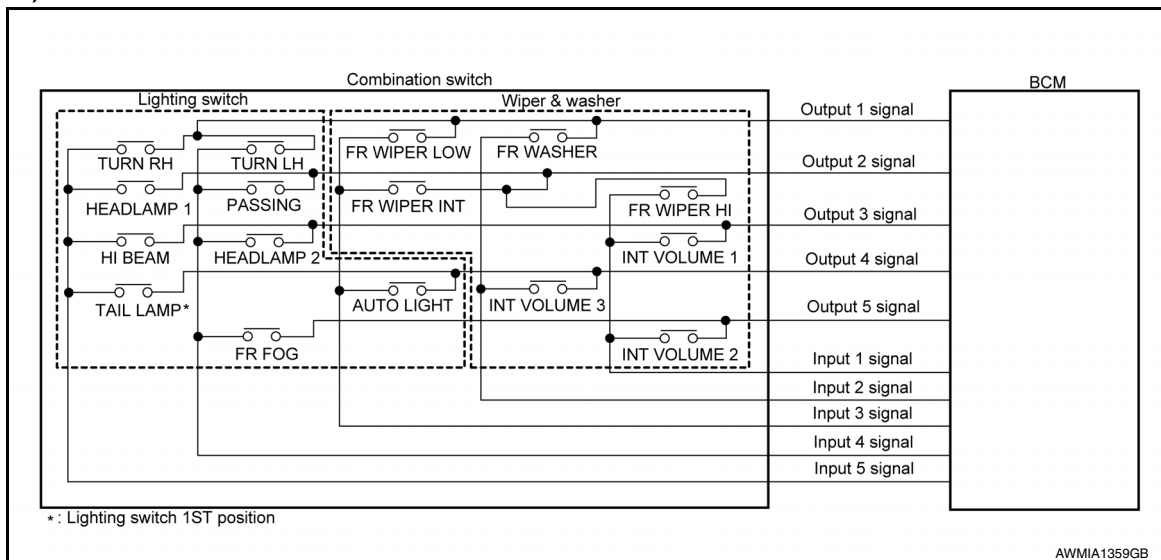 Combination switch
BCM
Lighting switch
Wiper & washer
Output 1 signal
TURN RH
TURN LH
FR WIPER LOW
FR WASHER
Output 2 signal
HEADLAMP 1
PASSING
FR WIPER INT
FR WIPER HI
Output 3 signal
HI BEAM
HEADLAMP 2
INT VOLUME 1
Output 4 signal
TAIL LAMP*
AUTO LIGHT
INT VOLUME 3
Output 5 signal
FR FOG
INT VOLUME 2
Input 1 signal
Input 2 signal
Input 3 signal
Input 4 signal
Input 5 signal
* : Lighting switch 1ST position
AWMIA1359GB